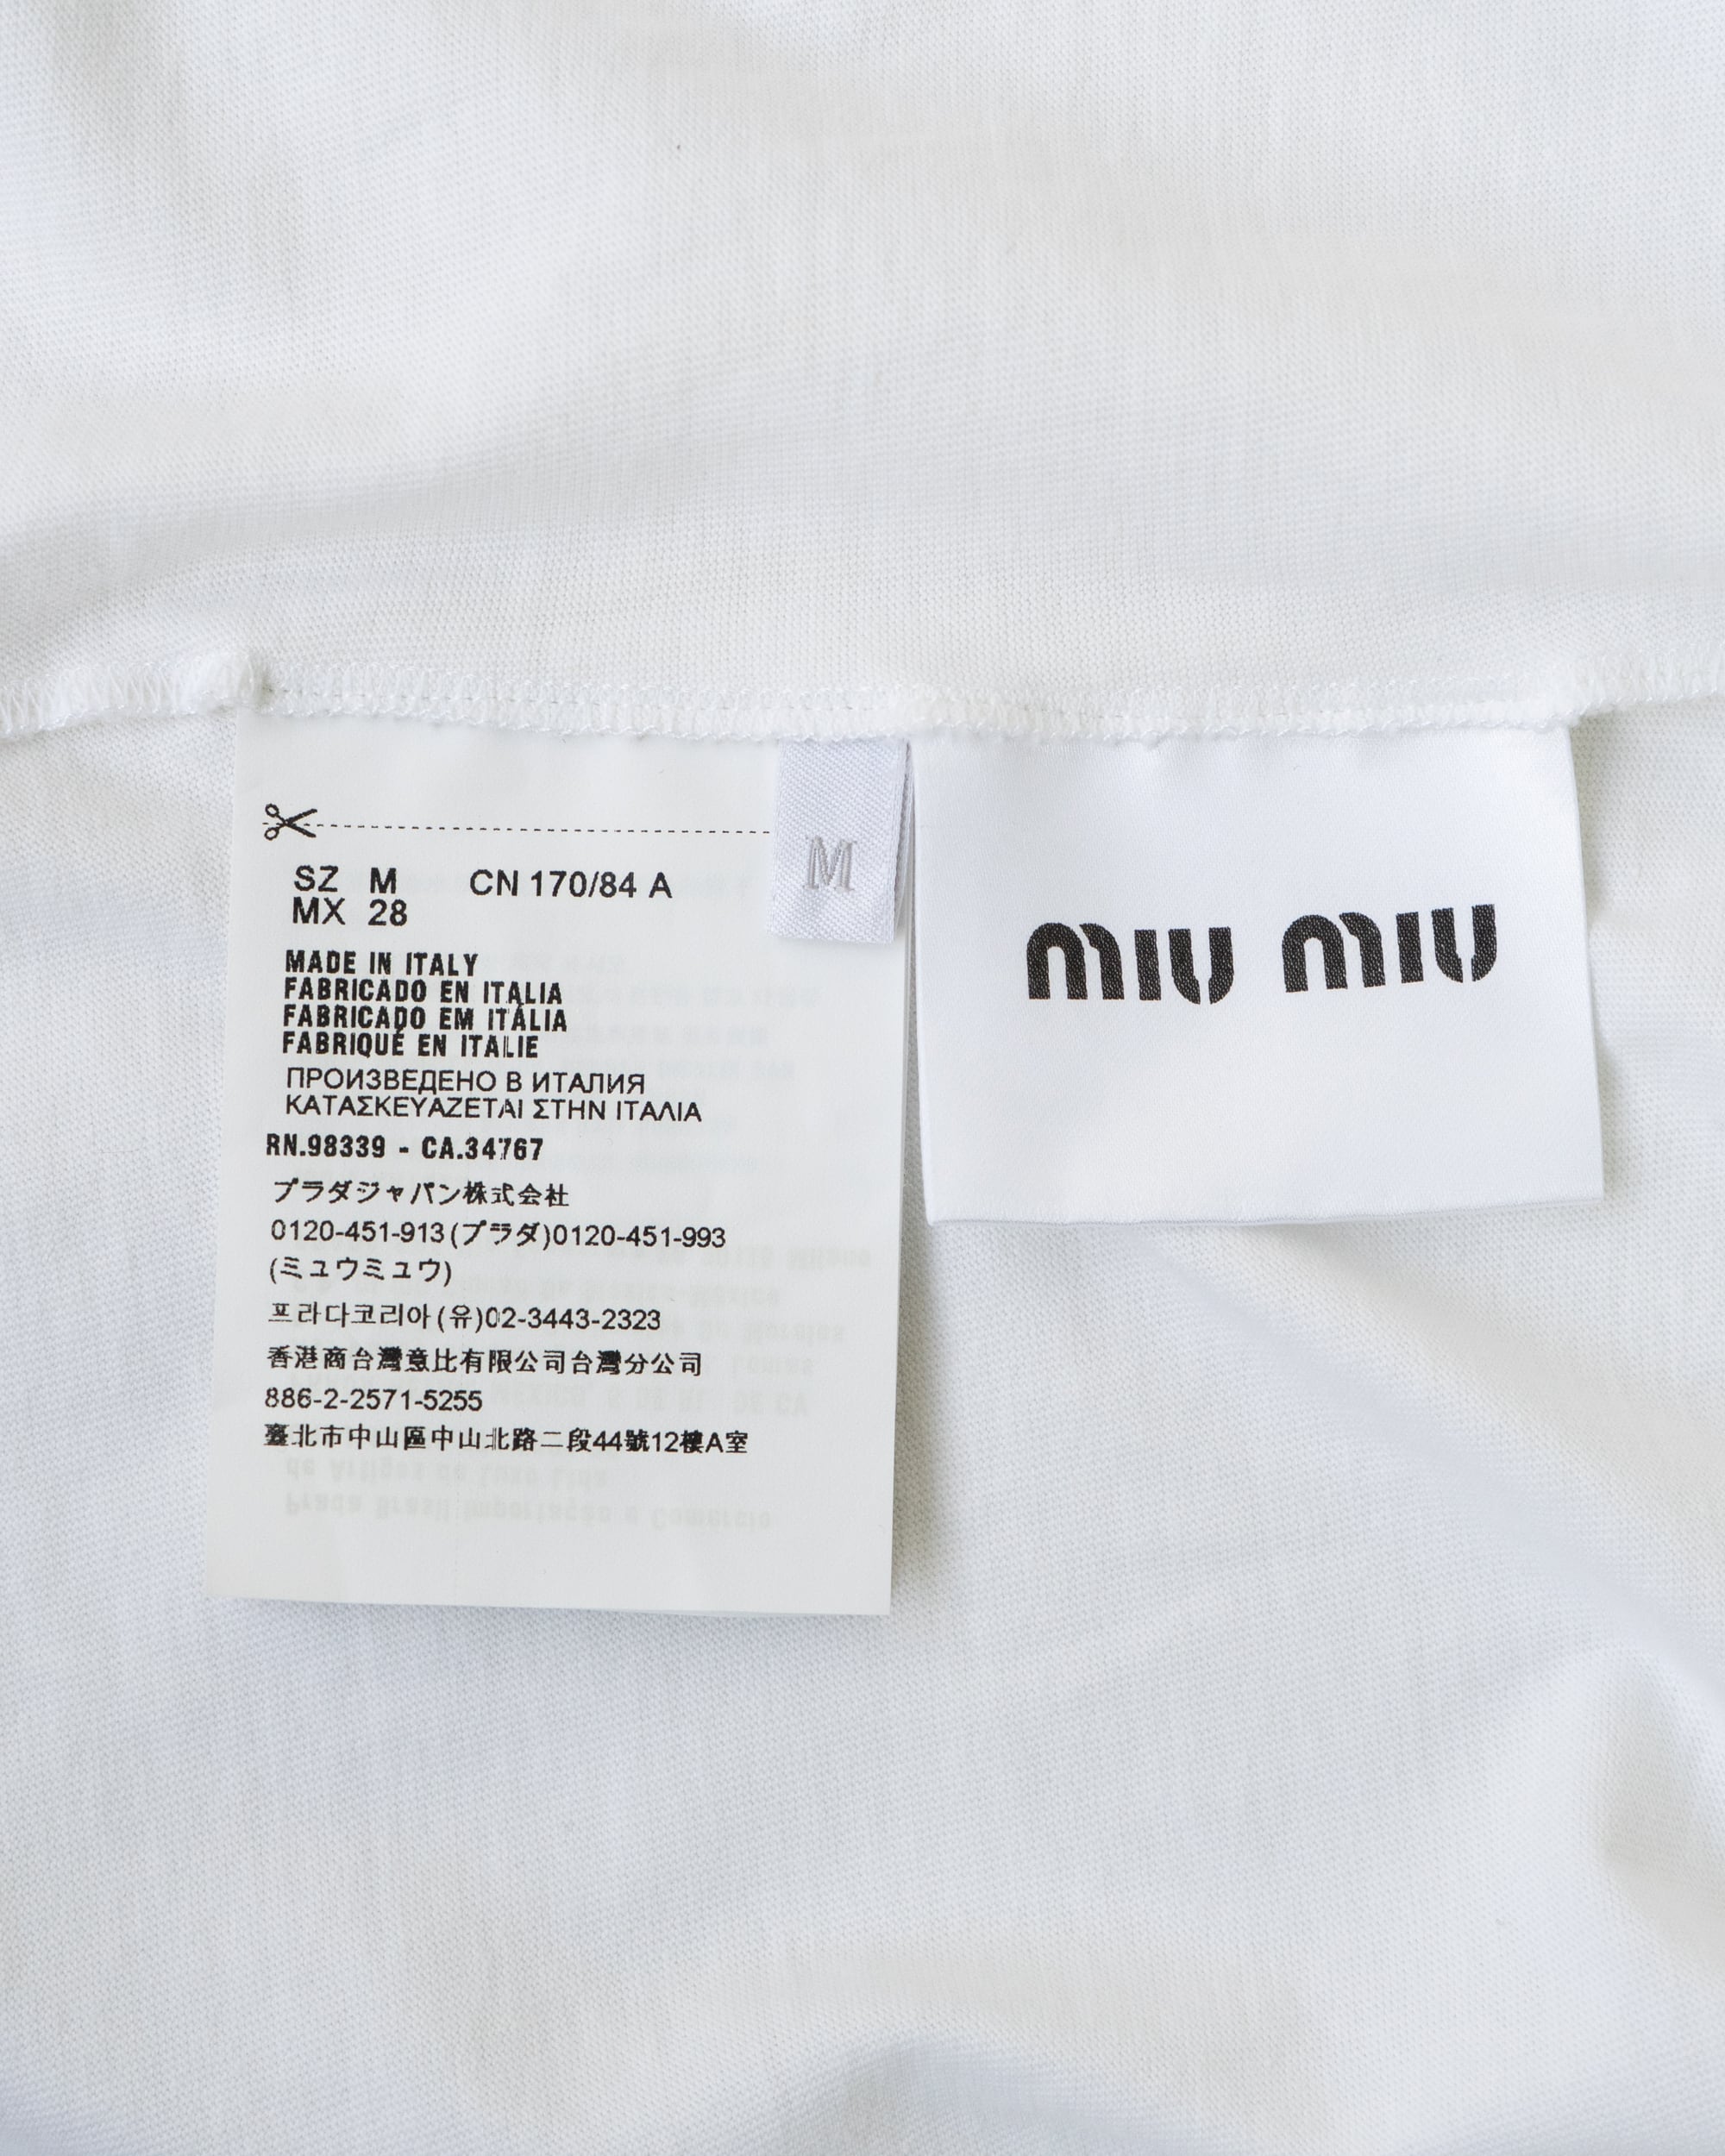 SZ M CN 170/84 A
MX 28
MADE IN ITALY
FABRICADO EN ITALIA
FABRICADO EM ITÁLIA
FABRIQUÉ EN ITALIE
ПРОИЗВЕДЕНО В ИТАЛИЯ
ΚΑΤΑΣΚΕΥΑΖΕΤΑΙ ΣΤΗΝ ΙΤΑΛΙΑ
RN.98339 - CA.34767
プラダジャパン株式会社
0120-451-913(プラダ)0120-451-993
(ミュウミュウ)
프라다코리아(유)02-3443-2323
香港商台灣意比有限公司台灣分公司
886-2-2571-5255
臺北市中山區中山北路二段44號12樓A室
M
MIU MIU